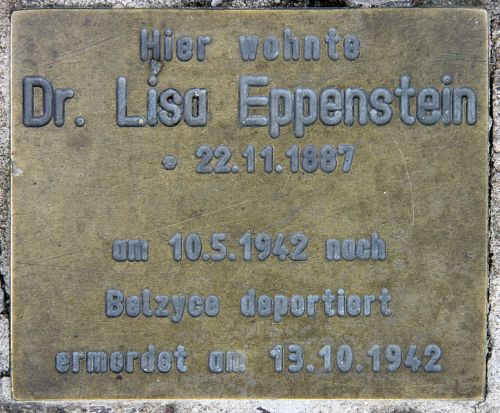 Hier wohnte
Dr. Lisa Eppenstein
• 22.11.1887
am 10.5.1942 nach
Belzyce deportiert
ermordet am 13.10.1942